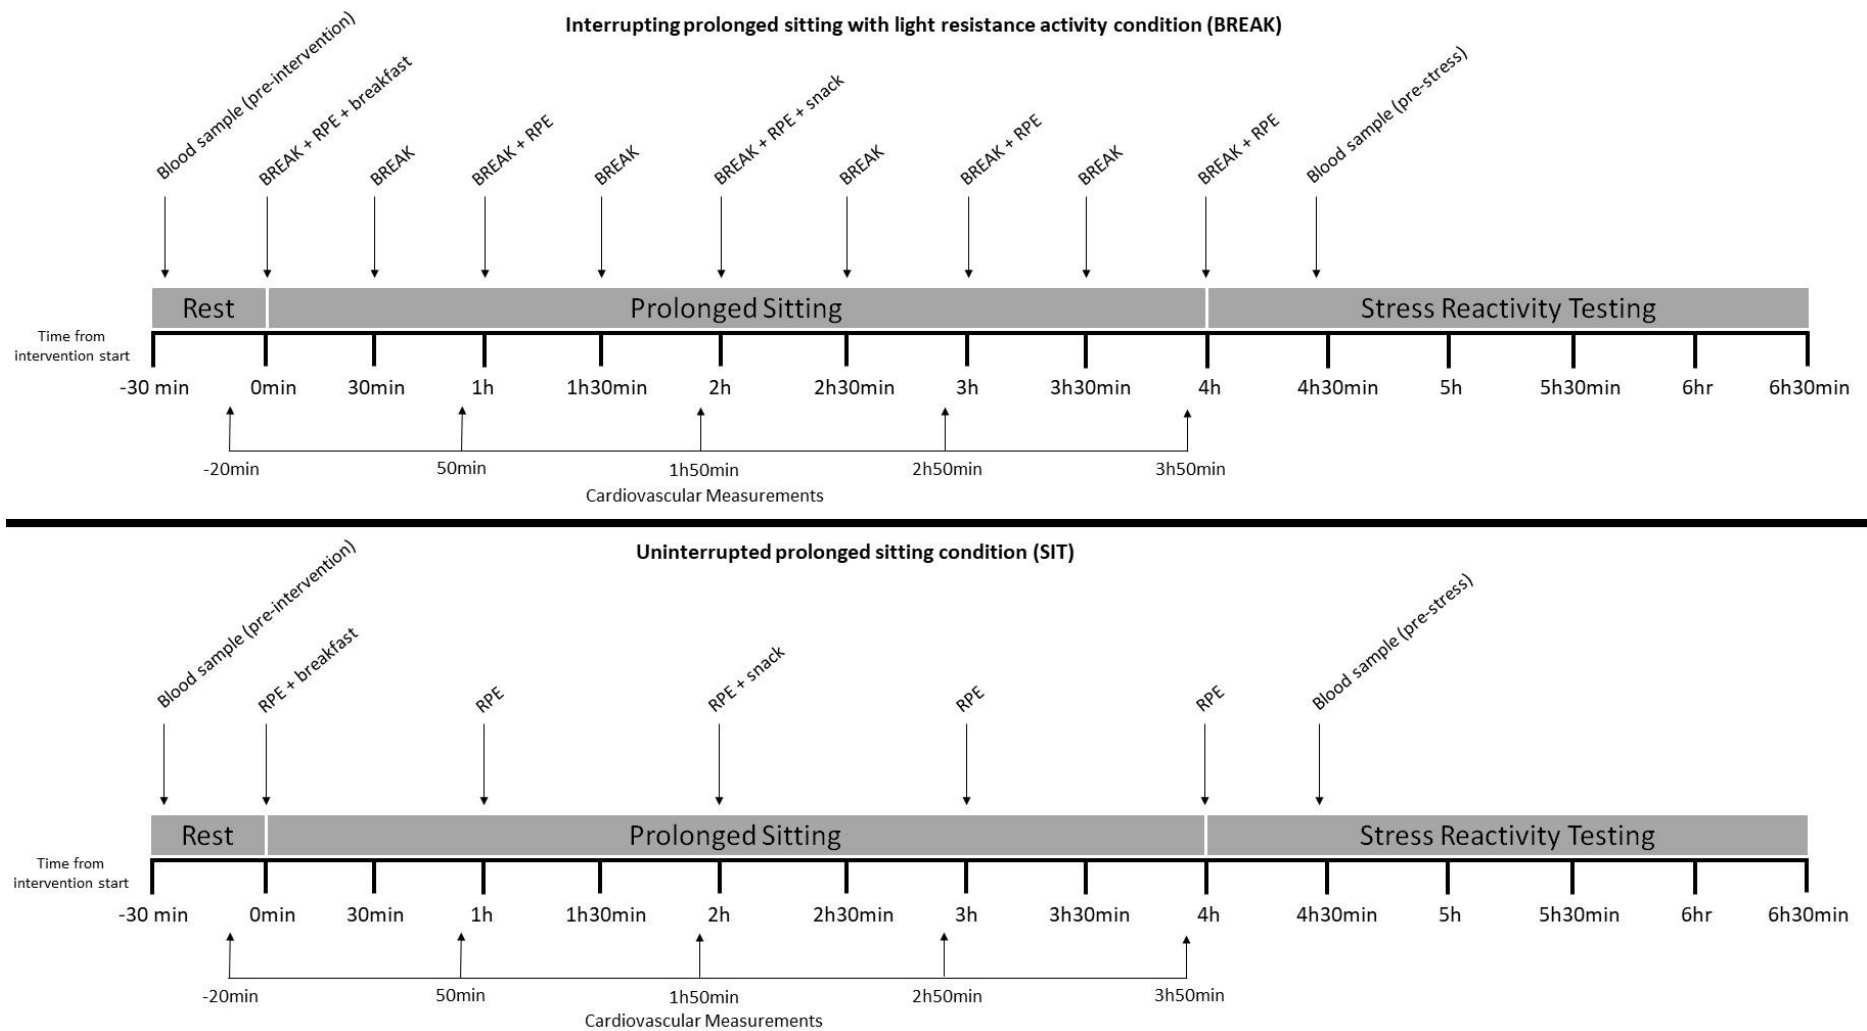 Interrupting prolonged sitting with light resistance activity condition (BREAK)
Blood sample (pre-intervention)
BREAK + RPE + breakfast
BREAK
BREAK + RPE
BREAK
BREAK + RPE + snack
BREAK
BREAK + RPE
BREAK
BREAK + RPE
Blood sample (pre-stress)
Rest
Prolonged Sitting
Stress Reactivity Testing
Time from
intervention start
-30 min 0min 30min 1h 1h30min 2h 2h30min 3h 3h30min 4h 4h30min 5h 5h30min 6hr 6h30min
-20min 50min 1h50min 2h50min 3h50min
Cardiovascular Measurements
Uninterrupted prolonged sitting condition (SIT)
Blood sample (pre-intervention)
RPE + breakfast
RPE
RPE + snack
RPE
RPE
Blood sample (pre-stress)
Rest
Prolonged Sitting
Stress Reactivity Testing
Time from
intervention start
-30 min 0min 30min 1h 1h30min 2h 2h30min 3h 3h30min 4h 4h30min 5h 5h30min 6hr 6h30min
-20min 50min 1h50min 2h50min 3h50min
Cardiovascular Measurements